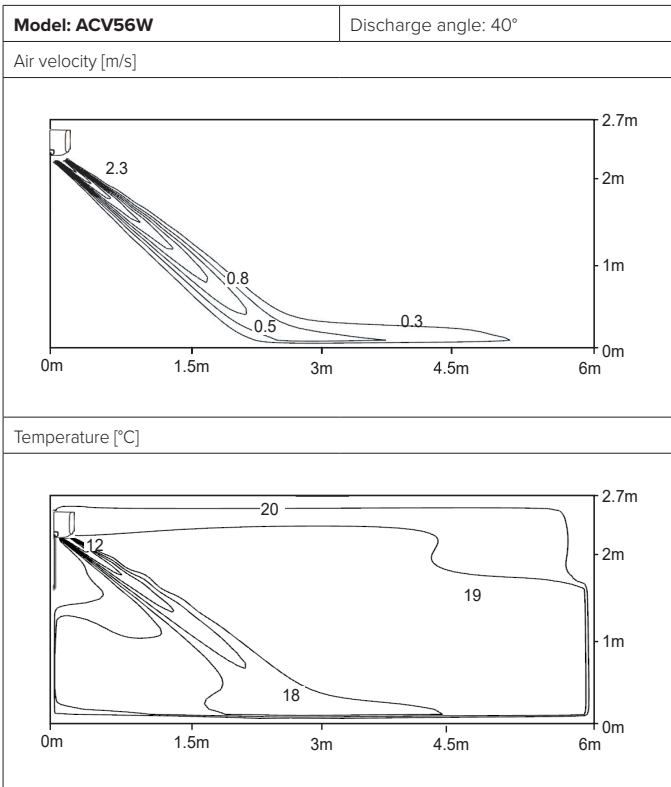 Model: ACV56W Discharge angle: 40°
Air velocity [m/s]
2.7m
2.3
2m
0.8
1m
0.5
0.3
0m
0m 1.5m 3m 4.5m 6m
Temperature [°C]
2.7m
20
12
2m
19
1m
18
0m
0m 1.5m 3m 4.5m 6m